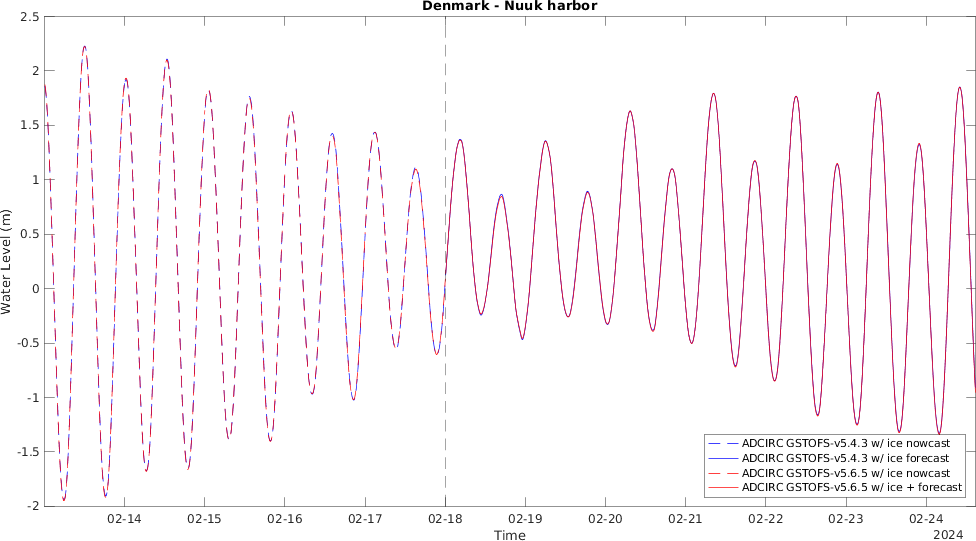 Denmark - Nuuk harbor
2.5
2
1.5
1
0.5
0
-0.5
-1
-1.5
-2
Water Level (m)
02-14 02-15 02-16 02-17 02-18 02-19 02-20 02-21 02-22 02-23 02-24
Time
2024
ADCIRC GSTOFS-v5.4.3 w/ ice nowcast
ADCIRC GSTOFS-v5.4.3 w/ ice forecast
ADCIRC GSTOFS-v5.6.5 w/ ice nowcast
ADCIRC GSTOFS-v5.6.5 w/ ice + forecast